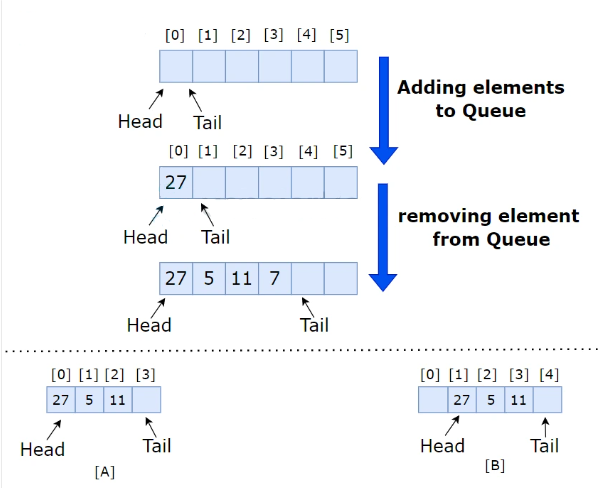 [0] [1] [2] [3] [4] [5]
Adding elements
to Queue
Head Tail
[0] [1] [2] [3] [4] [5]
27
removing element
from Queue
Head Tail
27 5 11 7
Head Tail
[0] [1] [2] [3]
27 5 11
Head Tail
[A]
[0] [1] [2] [3] [4]
27 5 11
Head Tail
[B]